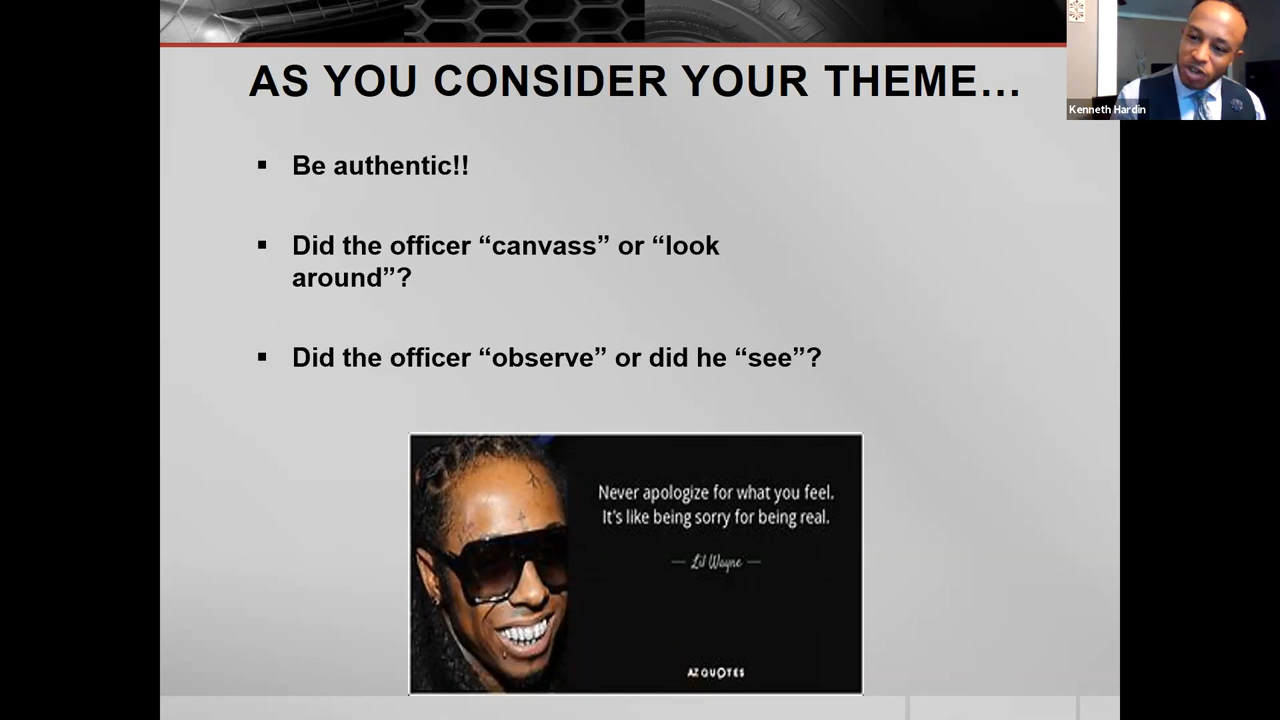 AS YOU CONSIDER YOUR THEME…
Kenneth Hardin
▪ Be authentic!!
▪ Did the officer “canvass” or “look
around”?
▪ Did the officer “observe” or did he “see”?
Never apologize for what you feel.
It's like being sorry for being real.
— Lil Wayne —
AZ QUOTES